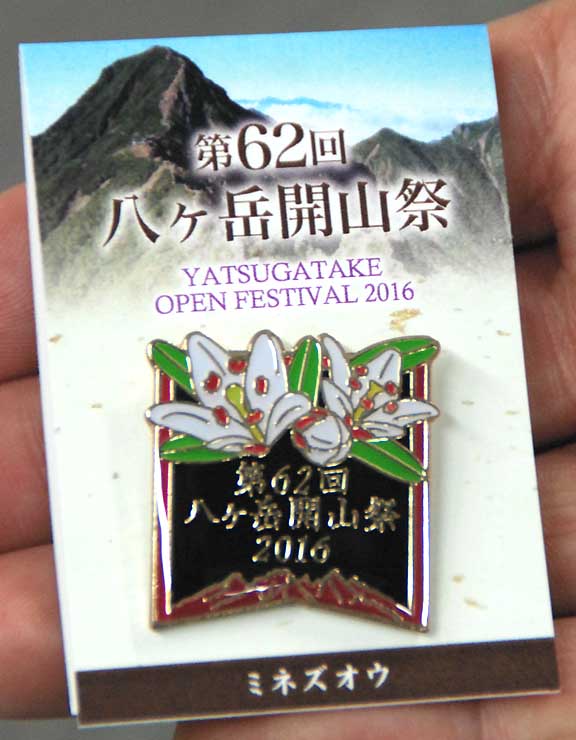 第62回
八ヶ岳開山祭
YATSUGATAKE
OPEN FESTIVAL 2016
第62回
八ヶ岳開山祭
2016
ミネズオウ